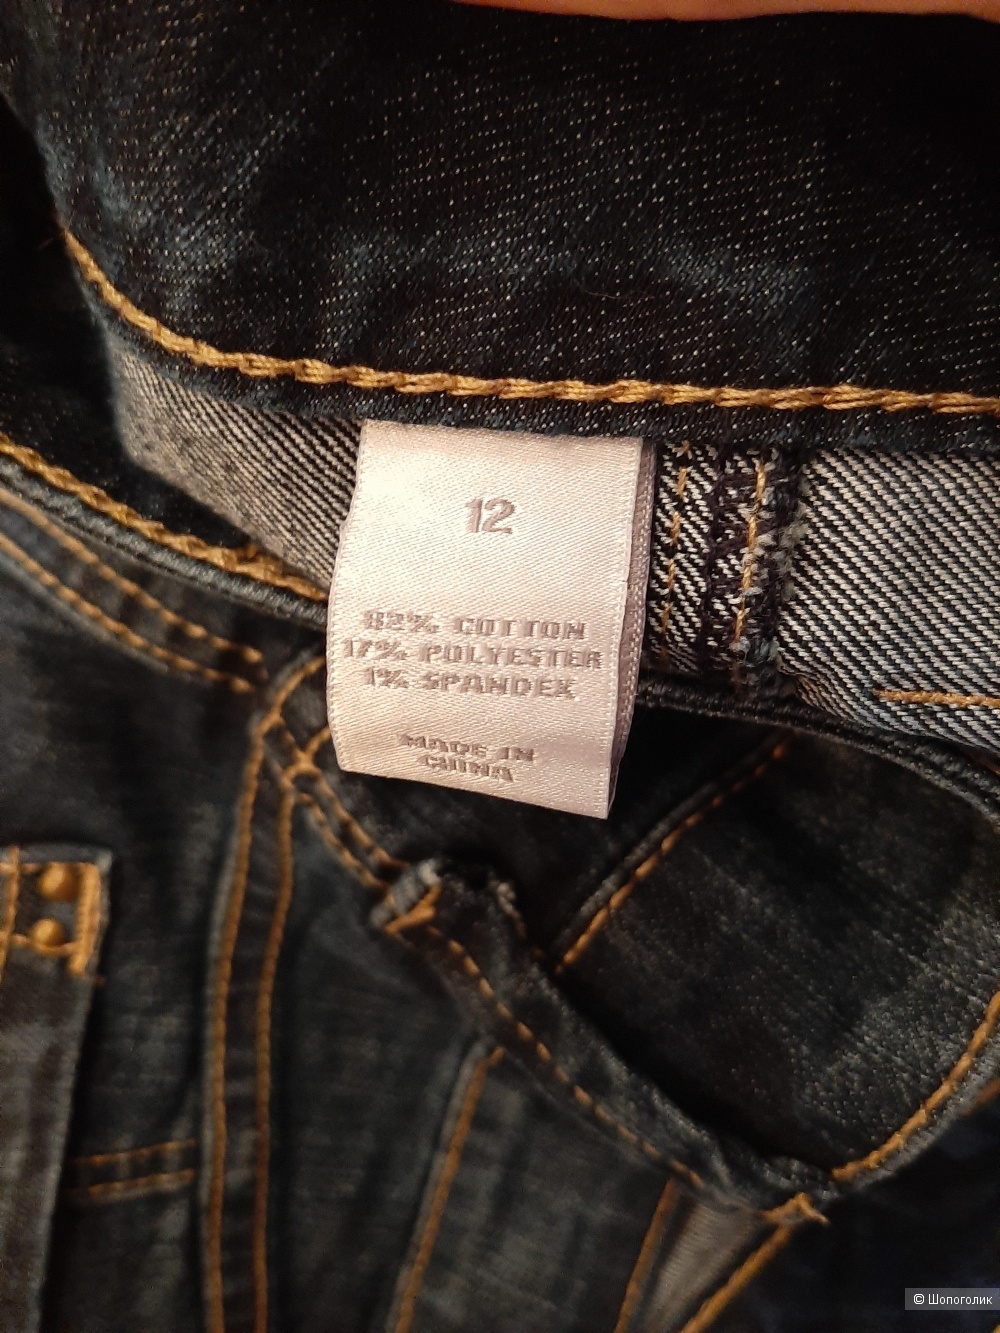 12
82% COTTON
17% POLYESTER
1% SPANDEX
MADE IN
CHINA
© Шопоголик